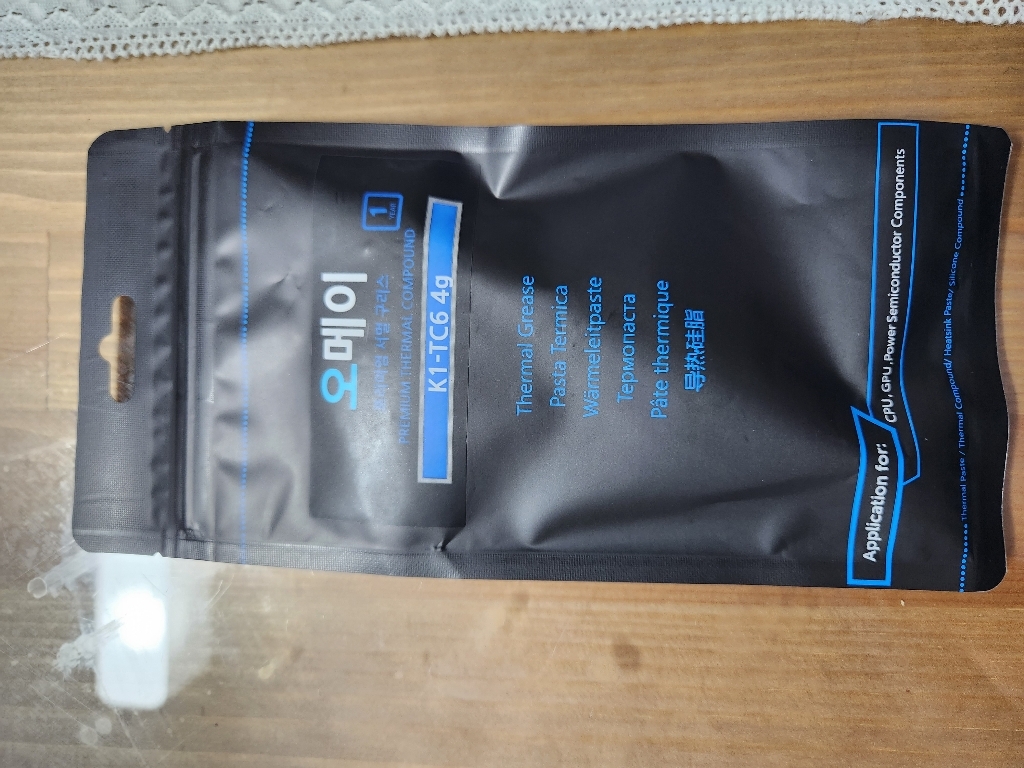 오메이
프리미엄 서멀 구리스
PREMIUM THERMAL COMPOUND
1
YEAR
K1-TC6 4g
Thermal Grease
Pasta Termica
Wärmeleitpaste
Термопаста
Pâte thermique
导热硅脂
Application for:
CPU, GPU ,Power Semiconductor Components
Thermal Paste / Thermal Compound/ Heatsink Paste/ Silicone Compound